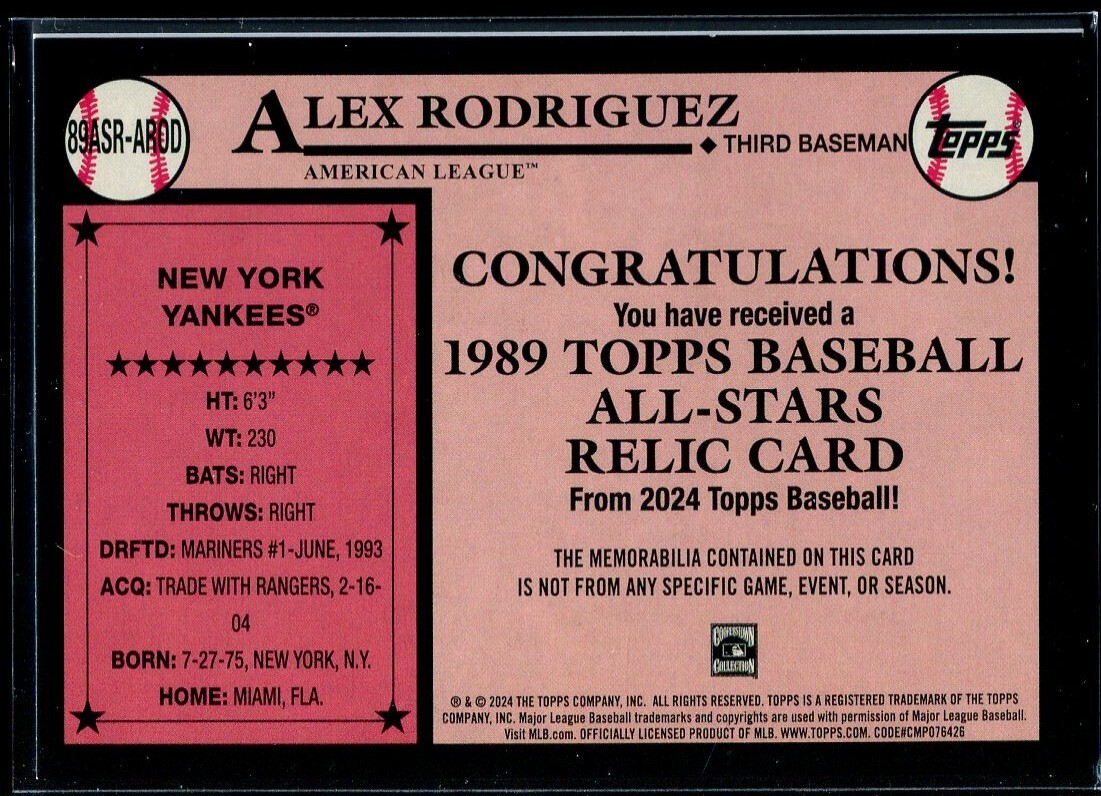 89ASR-AROD
ALEX RODRIGUEZ
◆ THIRD BASEMAN
AMERICAN LEAGUE™
Topps®
NEW YORK
YANKEES®
★★★★★★★★★★
HT: 6'3"
WT: 230
BATS: RIGHT
THROWS: RIGHT
DRFTD: MARINERS #1-JUNE, 1993
ACQ: TRADE WITH RANGERS, 2-16-
04
BORN: 7-27-75, NEW YORK, N.Y.
HOME: MIAMI, FLA.
CONGRATULATIONS!
You have received a
1989 TOPPS BASEBALL
ALL-STARS
RELIC CARD
From 2024 Topps Baseball!
THE MEMORABILIA CONTAINED ON THIS CARD
IS NOT FROM ANY SPECIFIC GAME, EVENT, OR SEASON.
COOPERSTOWN
COLLECTION
® & © 2024 THE TOPPS COMPANY, INC. ALL RIGHTS RESERVED. TOPPS IS A REGISTERED TRADEMARK OF THE TOPPS
COMPANY, INC. Major League Baseball trademarks and copyrights are used with permission of Major League Baseball.
Visit MLB.com. OFFICIALLY LICENSED PRODUCT OF MLB. WWW.TOPPS.COM. CODE#CMP076426